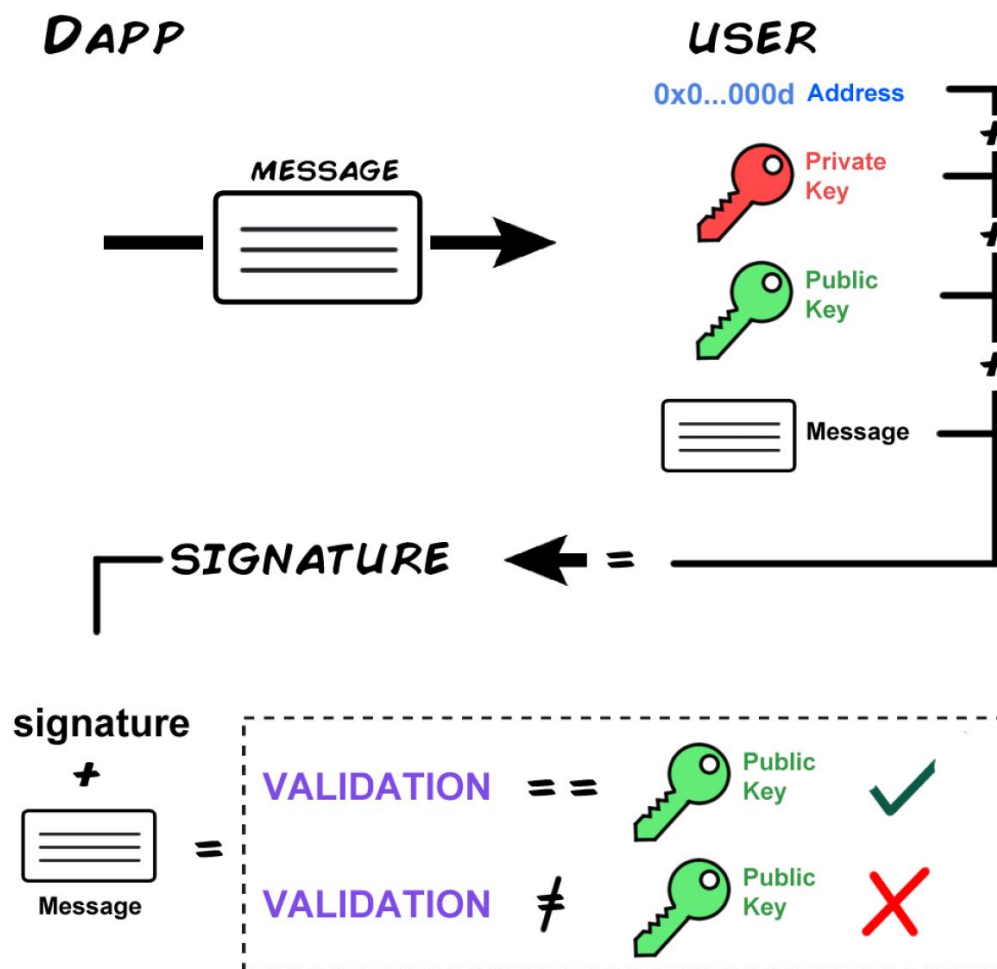 DAPP
USER
0x0...000d Address
+
MESSAGE
Private
Key
+
Public
Key
+
Message
SIGNATURE
=
signature
+
Message
=
VALIDATION == Public
Key
VALIDATION ≠ Public
Key